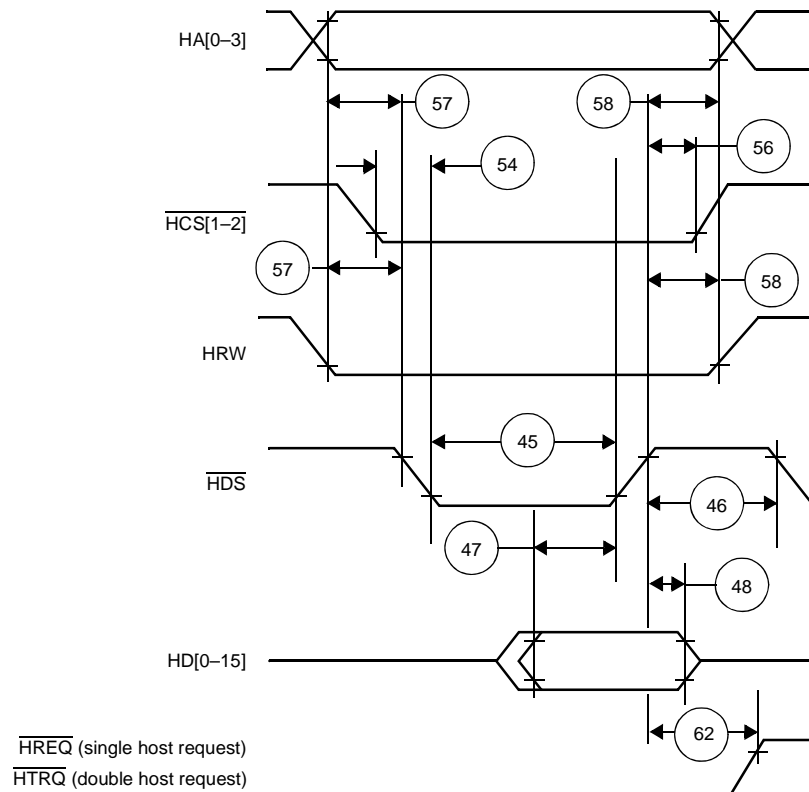 HA[0–3]
57
58
54
56
HCS[1–2]
57
58
HRW
45
HDS
46
47
48
HD[0–15]
62
HREQ (single host request)
HTRQ (double host request)